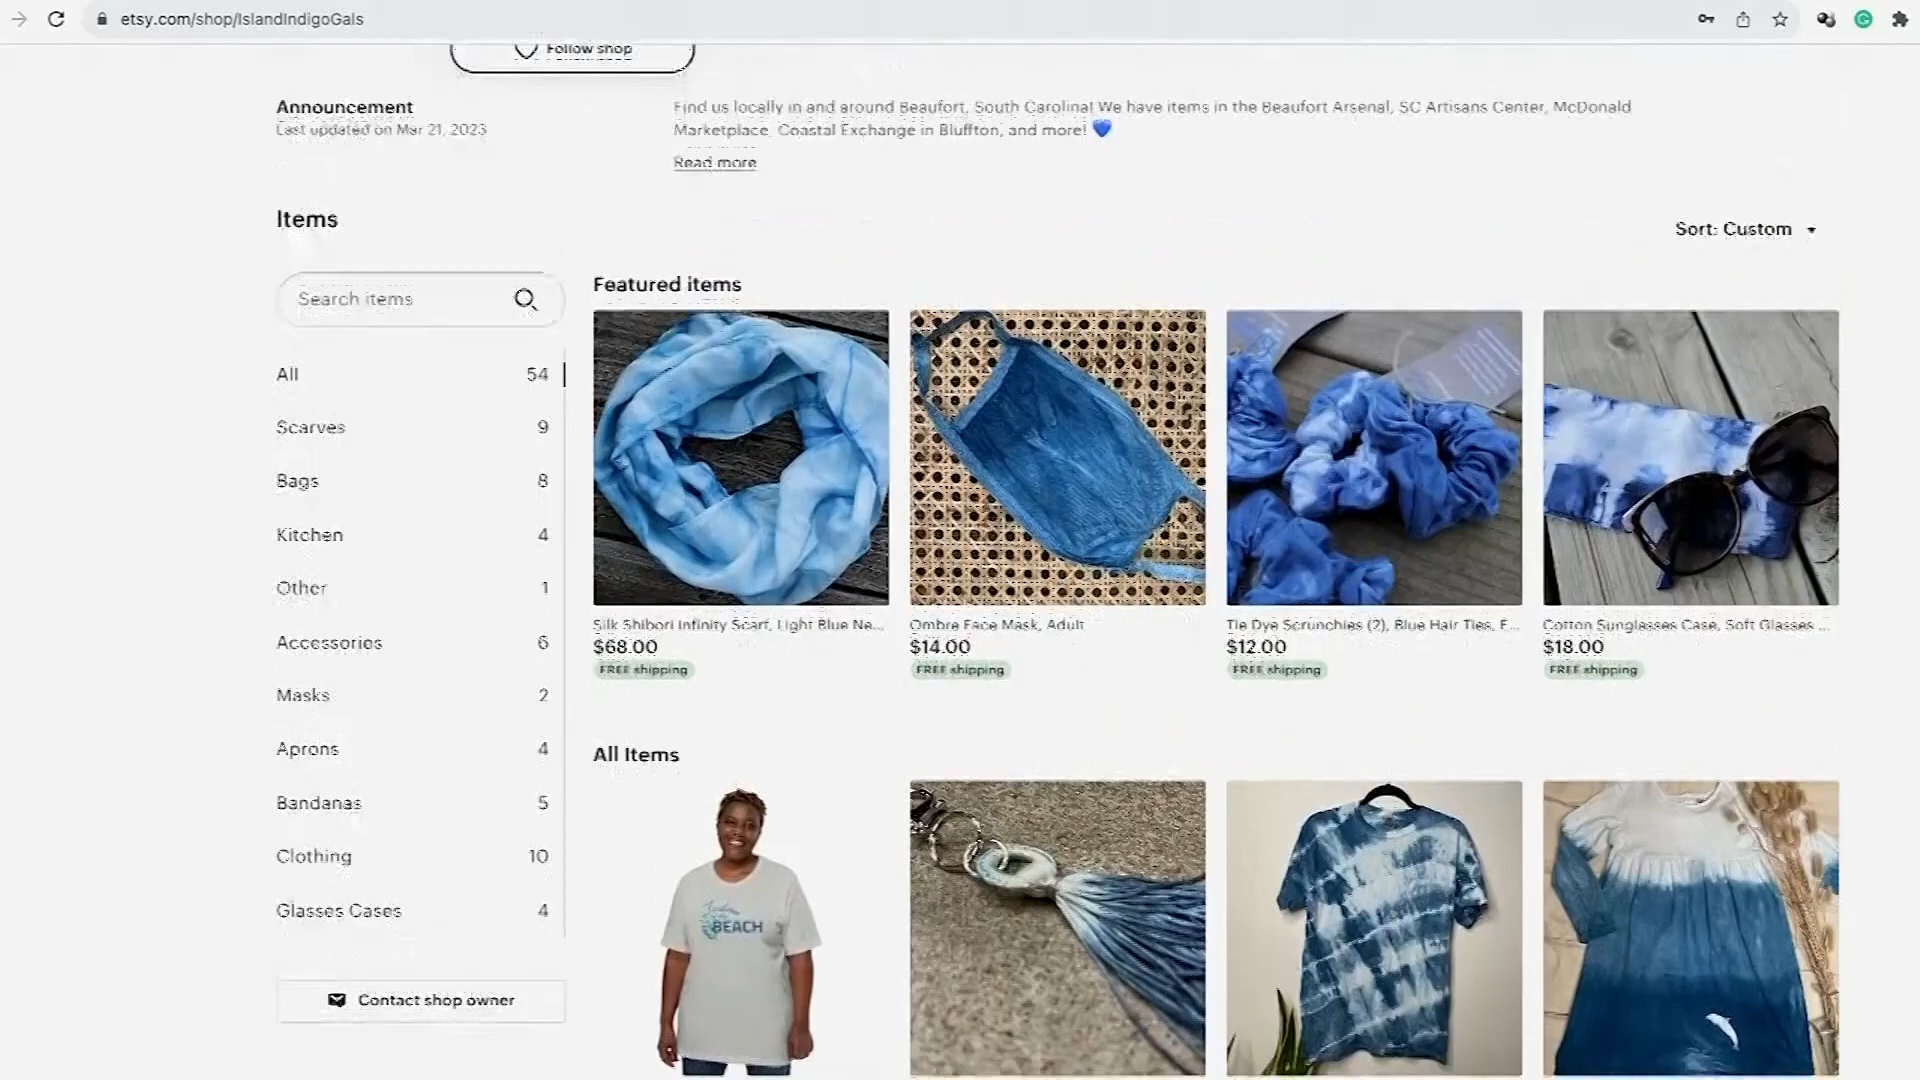 etsy.com/shop/IslandIndigoGals
Follow shop
Announcement
Last updated on Mar 21, 2023
Find us locally in and around Beaufort, South Carolina! We have items in the Beaufort Arsenal, SC Artisans Center, McDonald
Marketplace, Coastal Exchange in Bluffton, and more! 💙
Read more
Items
Sort: Custom
Search items
All 54
Scarves 9
Bags 8
Kitchen 4
Other 1
Accessories 6
Masks 2
Aprons 4
Bandanas 5
Clothing 10
Glasses Cases 4
Contact shop owner
Featured items
Silk Shibori Infinity Scarf, Light Blue Ne...
$68.00
FREE shipping
Ombre Face Mask, Adult
$14.00
FREE shipping
Tie Dye Scrunchies (2), Blue Hair Ties, F...
$12.00
FREE shipping
Cotton Sunglasses Case, Soft Glasses ...
$18.00
FREE shipping
All Items
BEACH